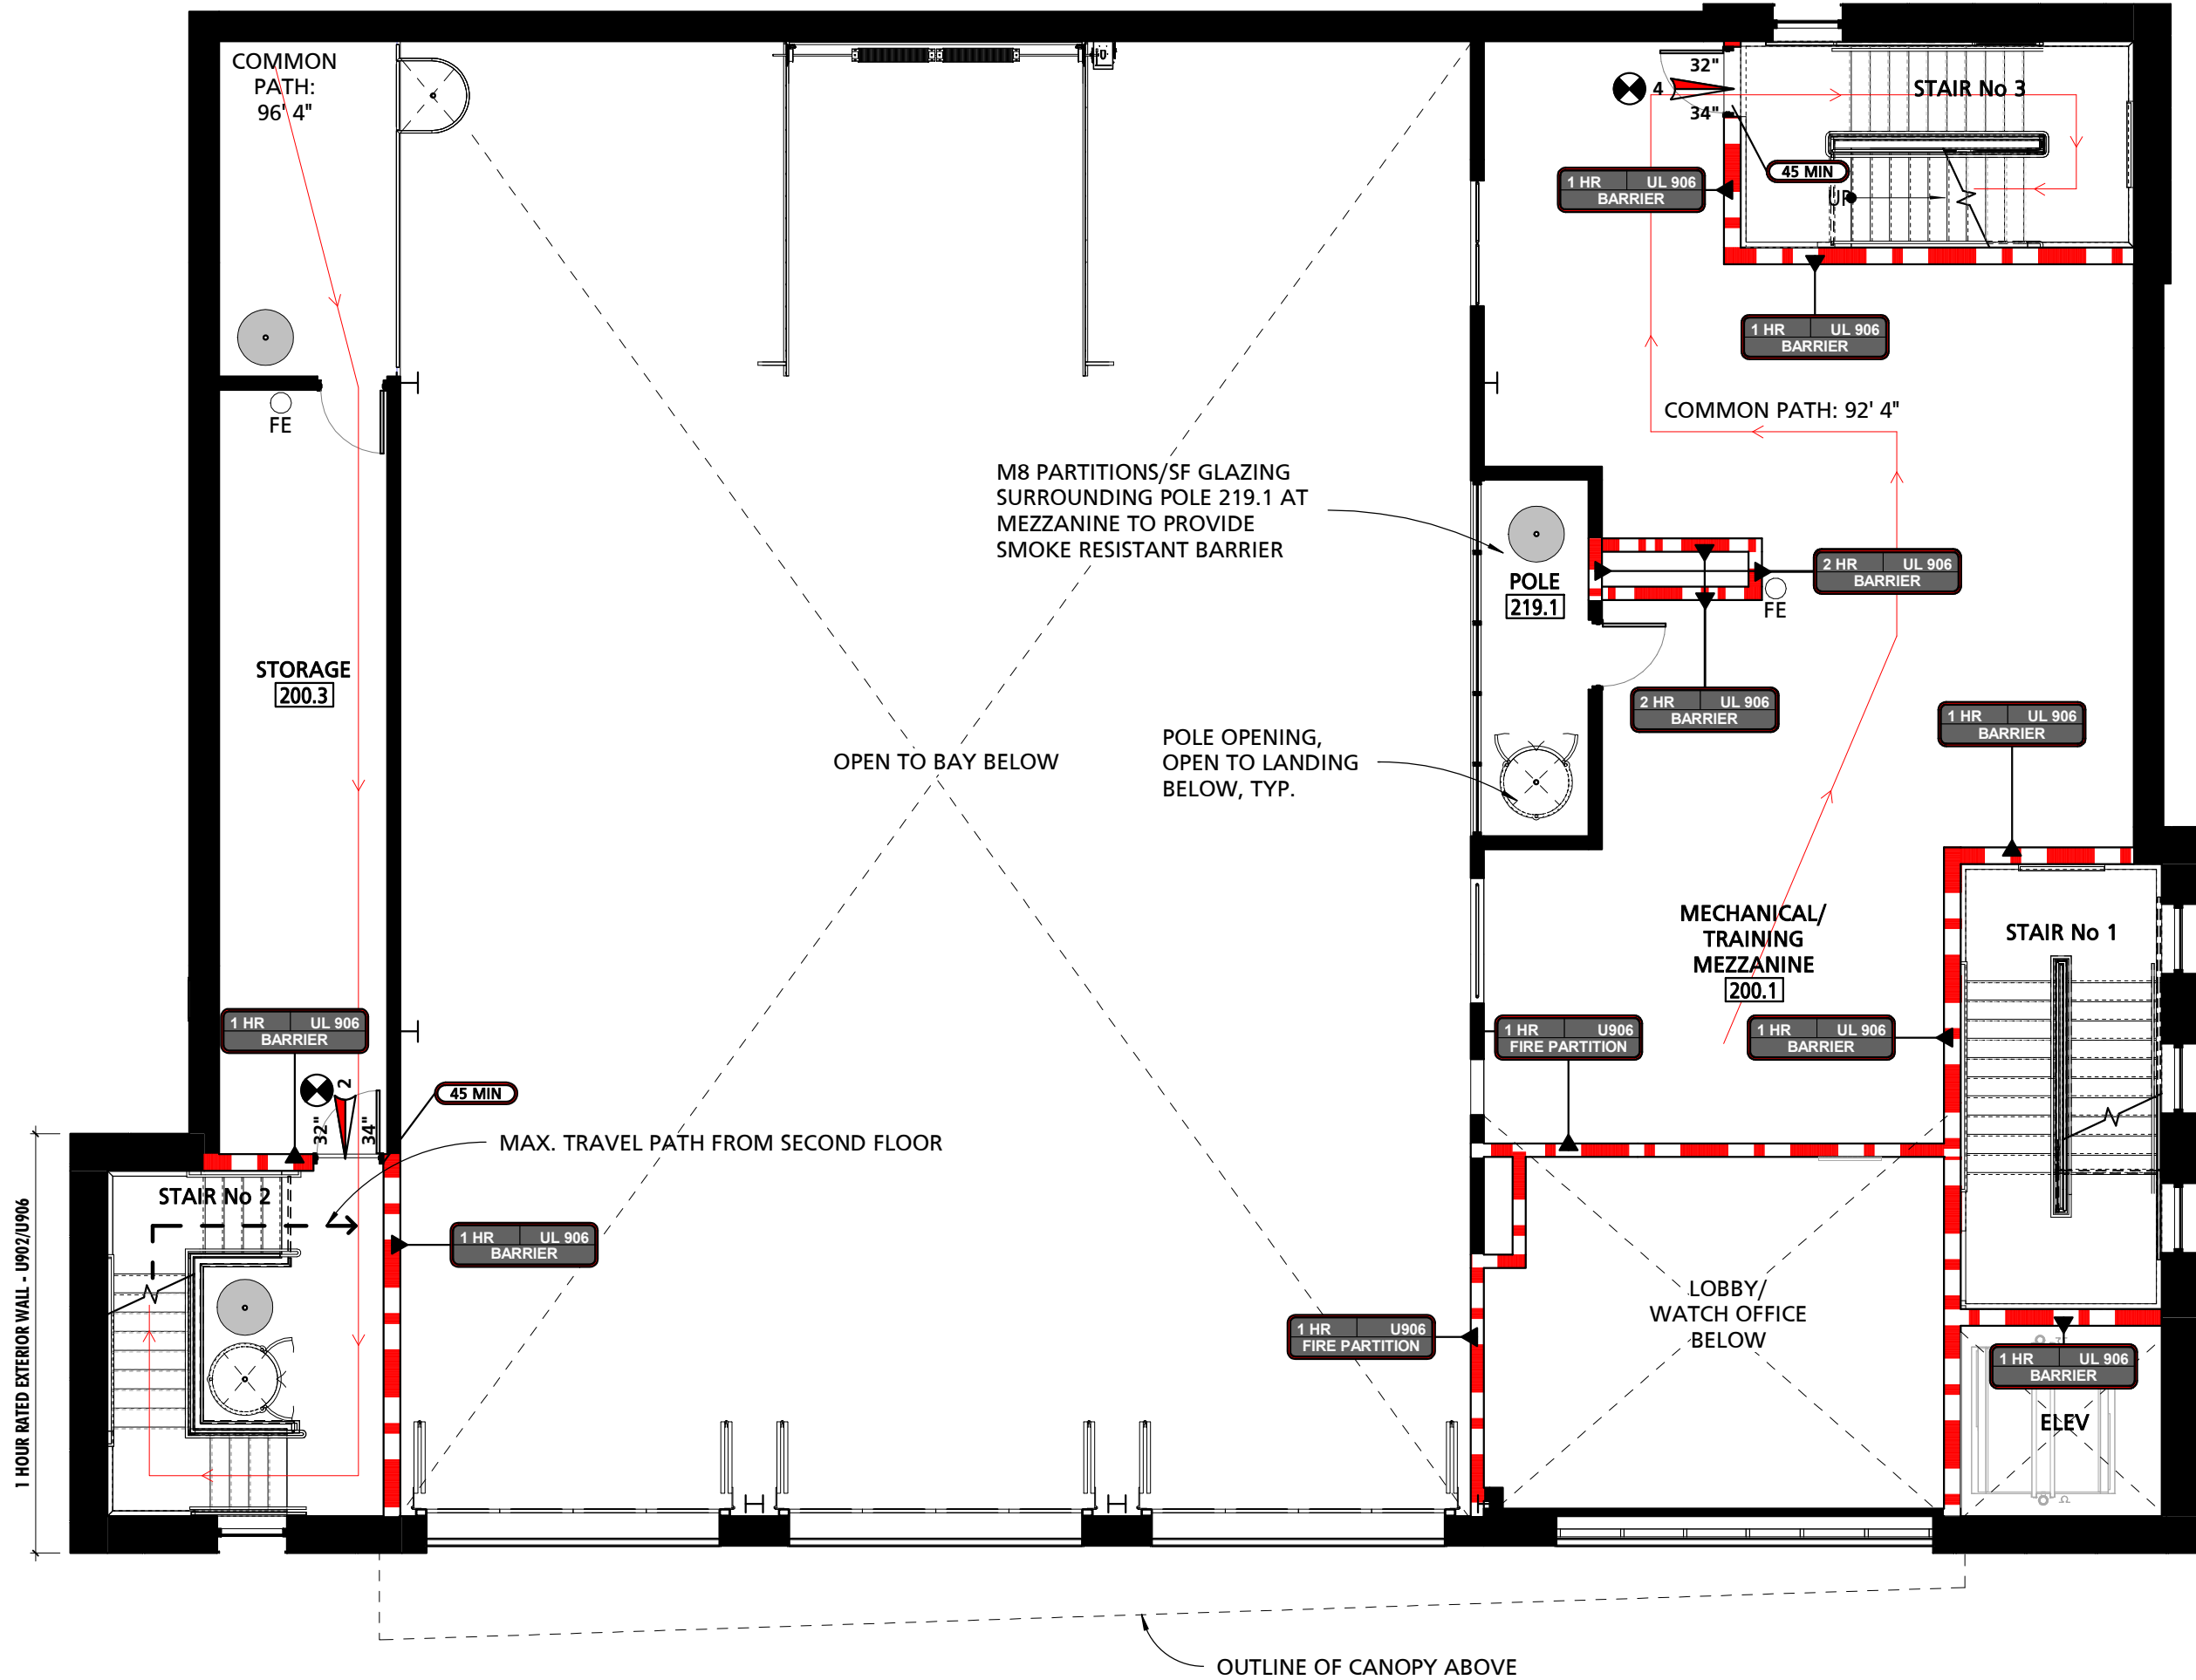 COMMON
PATH:
96' 4"
32"
4
34"
STAIR No 3
45 MIN
1 HR UL 906
BARRIER
UP
1 HR UL 906
BARRIER
FE
COMMON PATH: 92' 4"
M8 PARTITIONS/SF GLAZING
SURROUNDING POLE 219.1 AT
MEZZANINE TO PROVIDE
SMOKE RESISTANT BARRIER
POLE
219.1
2 HR UL 906
BARRIER
FE
STORAGE
200.3
2 HR UL 906
BARRIER
1 HR UL 906
BARRIER
OPEN TO BAY BELOW
POLE OPENING,
OPEN TO LANDING
BELOW, TYP.
MECHANICAL/
TRAINING
MEZZANINE
200.1
STAIR No 1
1 HR UL 906
BARRIER
1 HR U906
FIRE PARTITION
1 HR UL 906
BARRIER
2
32"
34"
45 MIN
MAX. TRAVEL PATH FROM SECOND FLOOR
STAIR No 2
1 HR UL 906
BARRIER
1 HOUR RATED EXTERIOR WALL - U902/U906
LOBBY/
WATCH OFFICE
BELOW
1 HR U906
FIRE PARTITION
1 HR UL 906
BARRIER
ELEV
OUTLINE OF CANOPY ABOVE